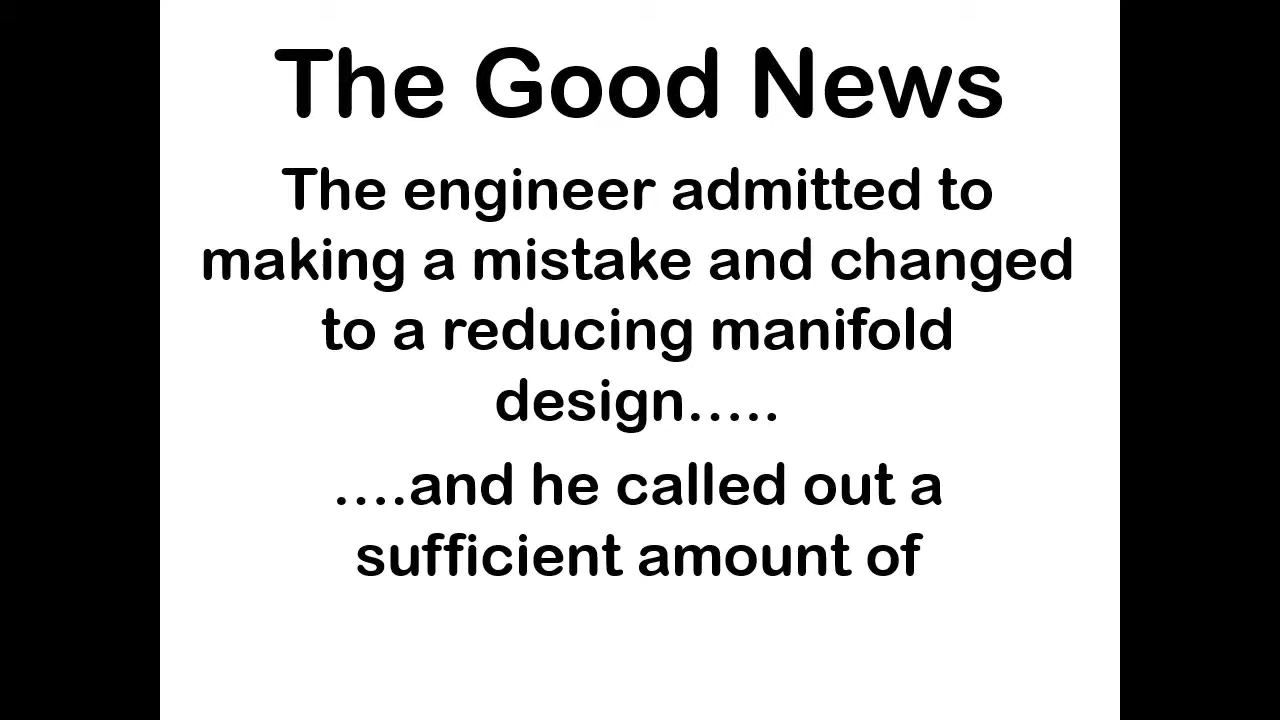 The Good News
The engineer admitted to
making a mistake and changed
to a reducing manifold
design…..
….and he called out a
sufficient amount of